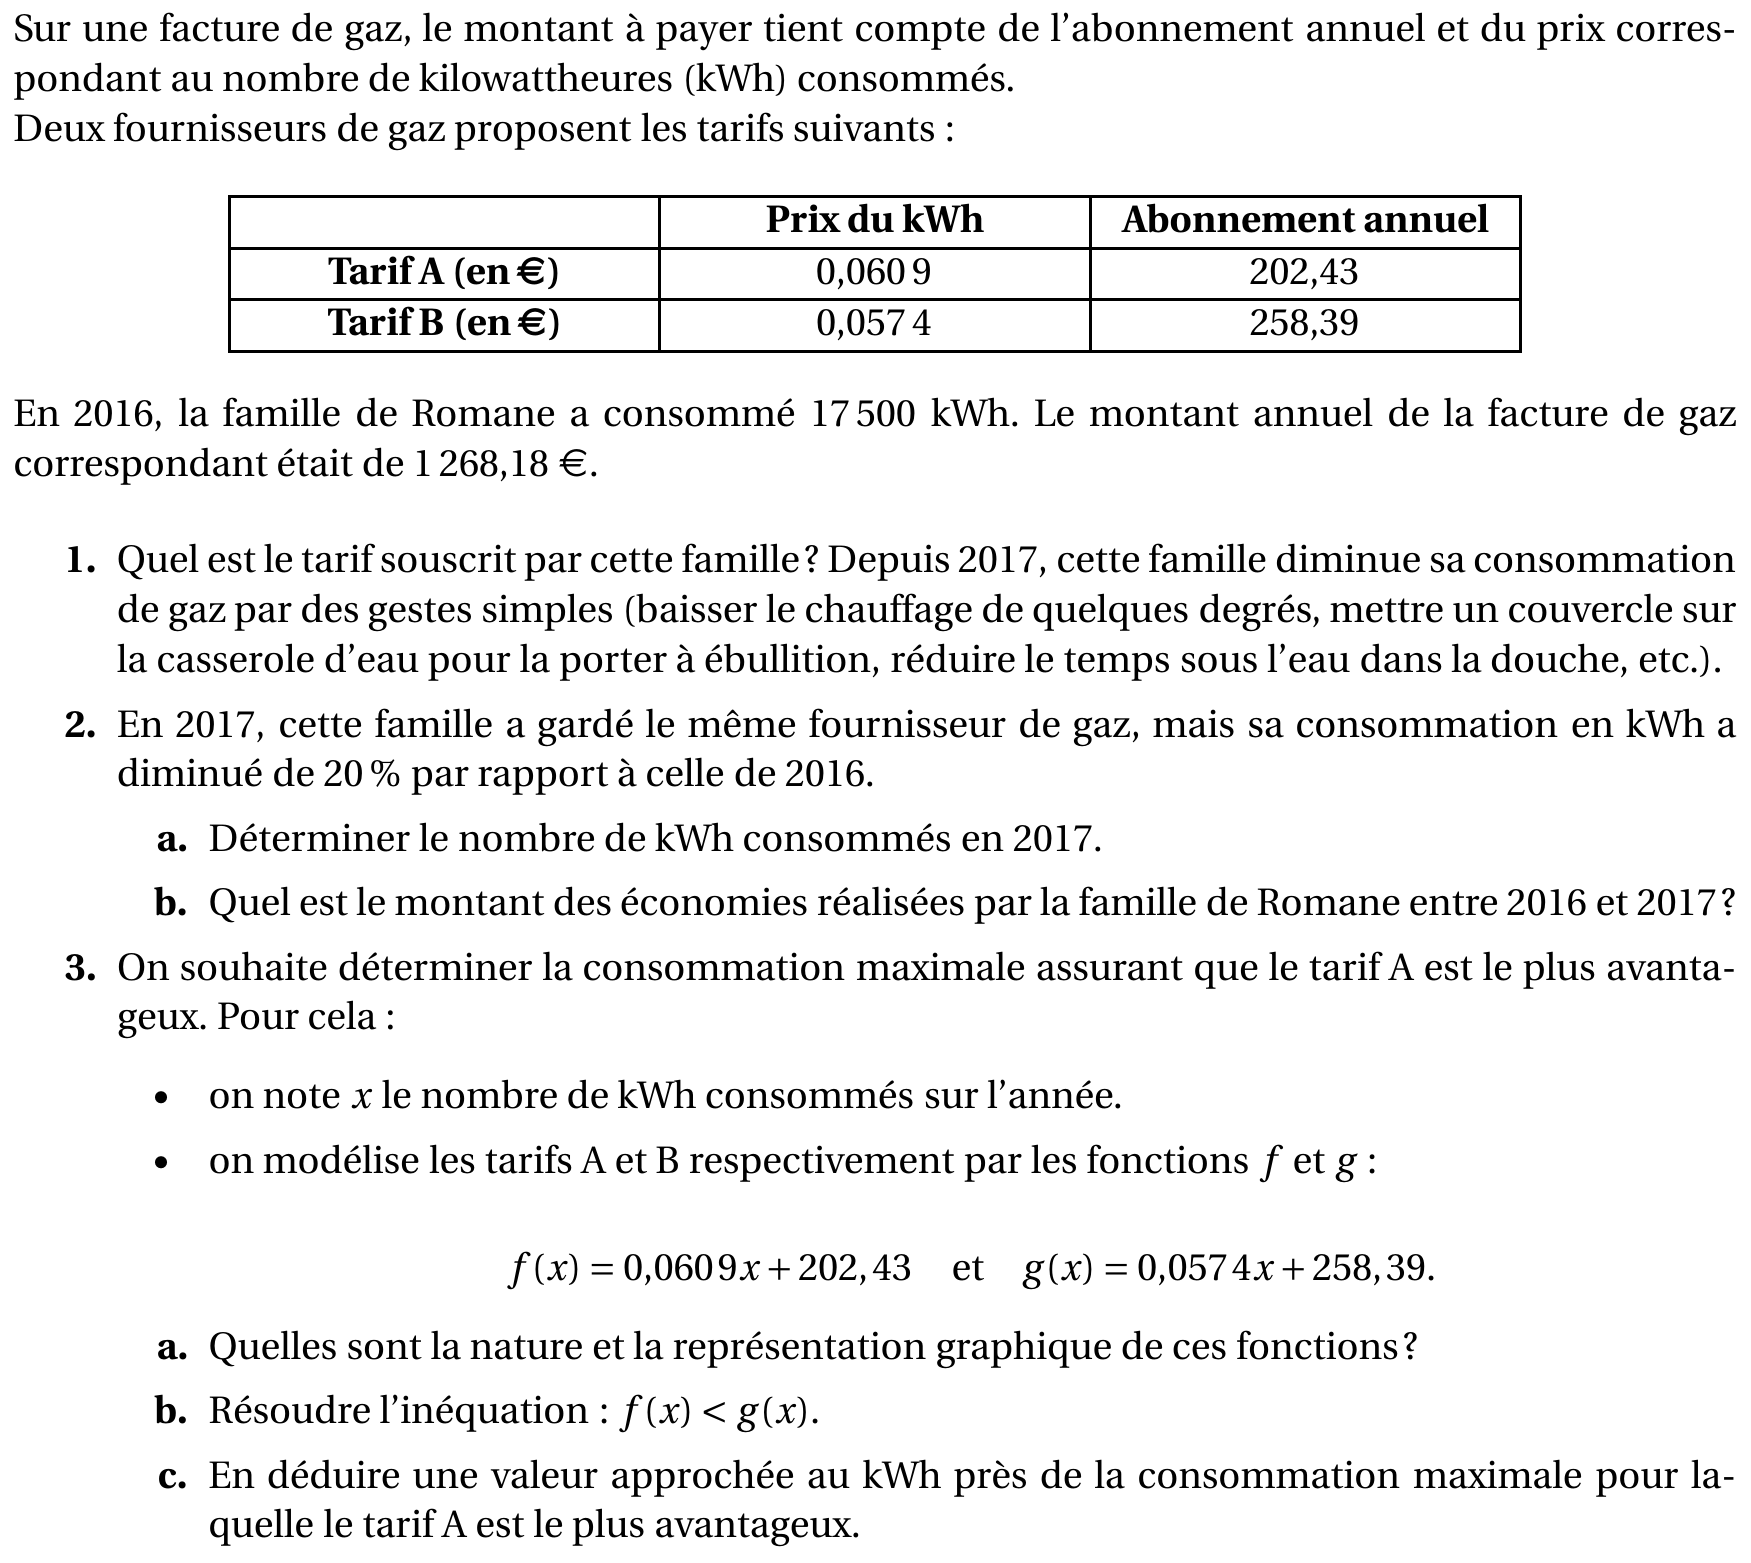 Sur une facture de gaz, le montant à payer tient compte de l'abonnement annuel et du prix corres-
pondant au nombre de kilowattheures (kWh) consommés.
Deux fournisseurs de gaz proposent les tarifs suivants :
Prix du kWh Abonnement annuel
Tarif A (en €) 0,060 9 202,43
Tarif B (en €) 0,057 4 258,39
En 2016, la famille de Romane a consommé 17 500 kWh. Le montant annuel de la facture de gaz
correspondant était de 1 268,18 €.
1. Quel est le tarif souscrit par cette famille ? Depuis 2017, cette famille diminue sa consommation
de gaz par des gestes simples (baisser le chauffage de quelques degrés, mettre un couvercle sur
la casserole d'eau pour la porter à ébullition, réduire le temps sous l'eau dans la douche, etc.).
2. En 2017, cette famille a gardé le même fournisseur de gaz, mais sa consommation en kWh a
diminué de 20 % par rapport à celle de 2016.
a. Déterminer le nombre de kWh consommés en 2017.
b. Quel est le montant des économies réalisées par la famille de Romane entre 2016 et 2017 ?
3. On souhaite déterminer la consommation maximale assurant que le tarif A est le plus avanta-
geux. Pour cela :
• on note x le nombre de kWh consommés sur l'année.
• on modélise les tarifs A et B respectivement par les fonctions f et g :
f(x) = 0,060 9x + 202,43 et g(x) = 0,057 4x + 258,39.
a. Quelles sont la nature et la représentation graphique de ces fonctions ?
b. Résoudre l'inéquation : f(x) < g(x).
c. En déduire une valeur approchée au kWh près de la consommation maximale pour la-
quelle le tarif A est le plus avantageux.